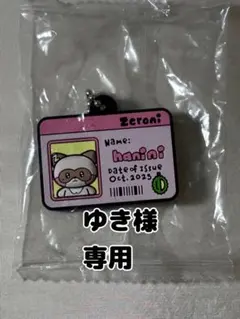 zeroni
Name:
hanini
Date of Issue
Oct.2025
ゆき様
専用